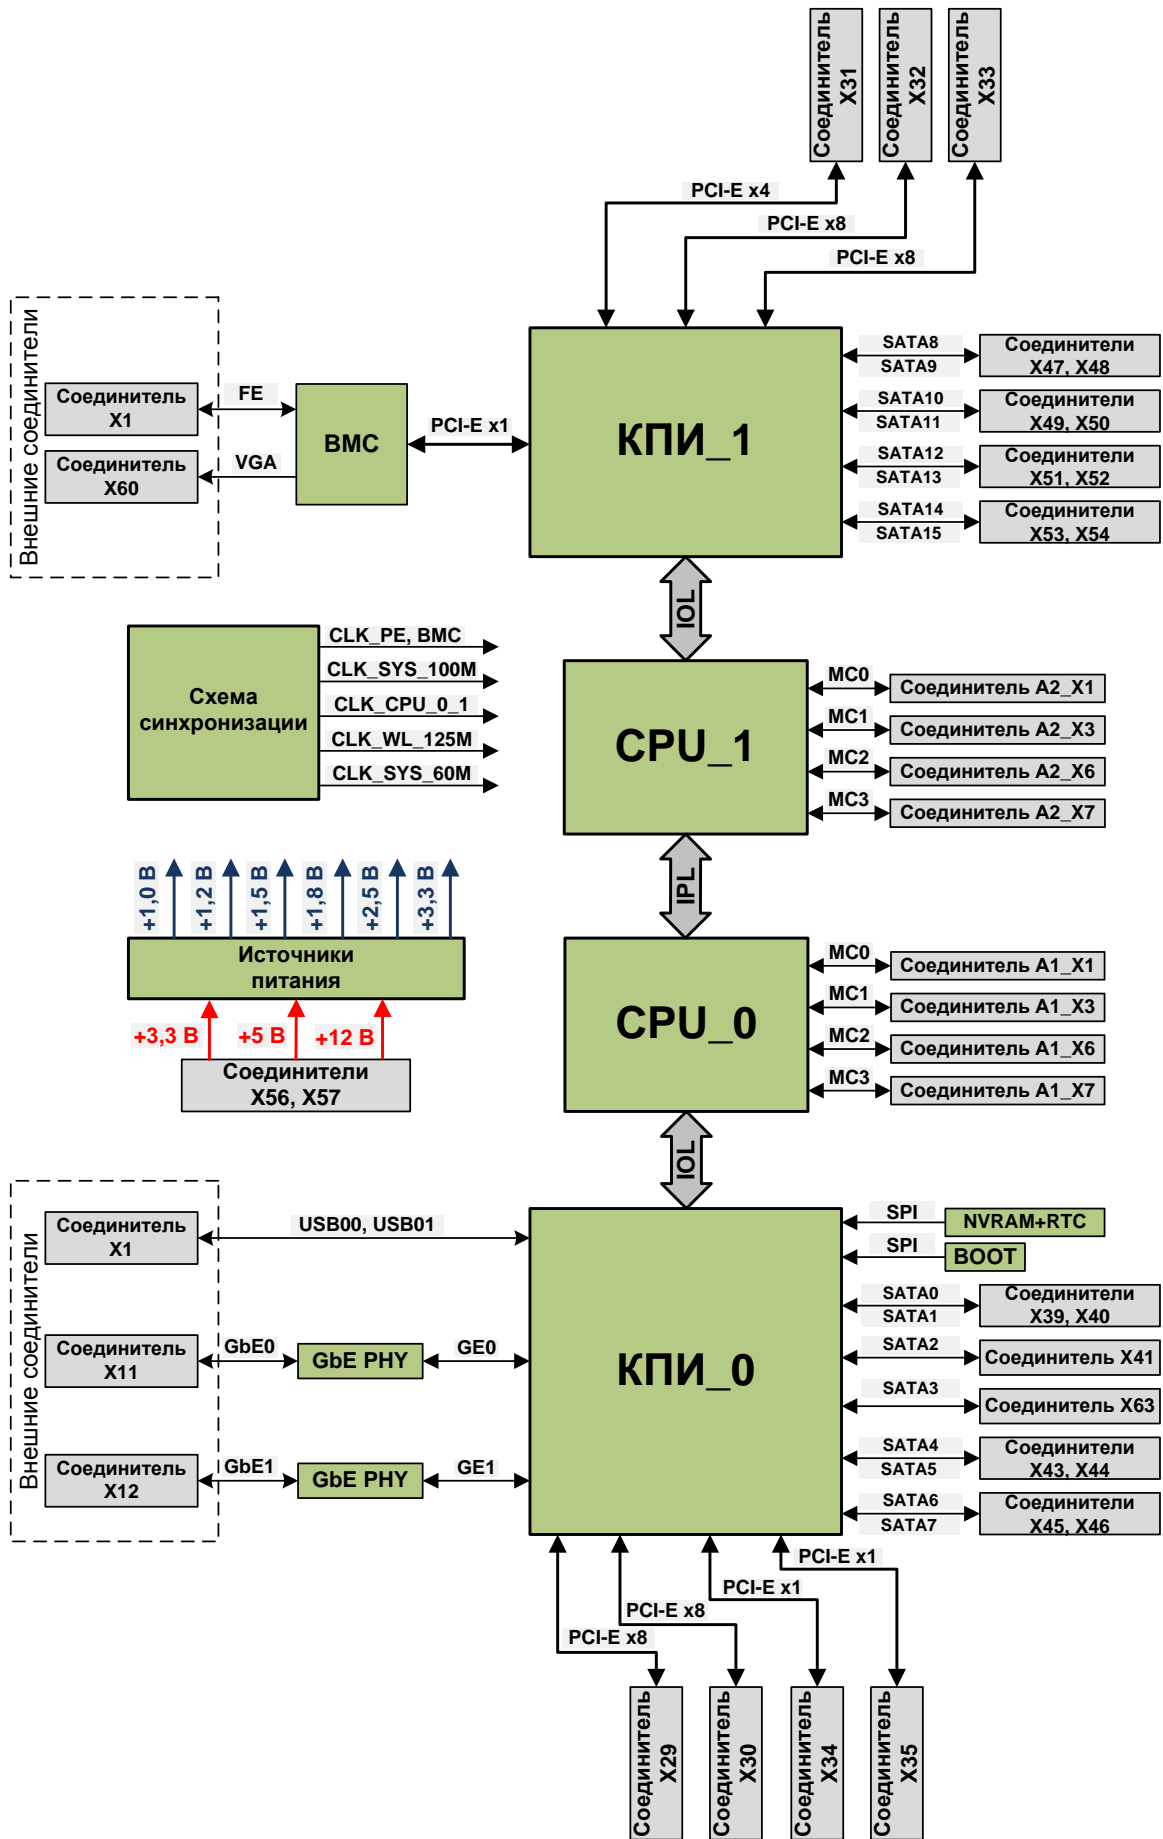 Соединитель
X31
Соединитель
X32
Соединитель
X33
PCI-E x4
PCI-E x8
PCI-E x8
Внешние соединители
Соединитель
X1
FE
Соединитель
X60
VGA
BMC
PCI-E x1
КПИ_1
SATA8
SATA9
Соединители
X47, X48
SATA10
SATA11
Соединители
X49, X50
SATA12
SATA13
Соединители
X51, X52
SATA14
SATA15
Соединители
X53, X54
IOL
Схема
синхронизации
CLK_PE, BMC
CLK_SYS_100M
CLK_CPU_0_1
CLK_WL_125M
CLK_SYS_60M
CPU_1
MC0
Соединитель A2_X1
MC1
Соединитель A2_X3
MC2
Соединитель A2_X6
MC3
Соединитель A2_X7
IPL
+1,0 В
+1,2 В
+1,5 В
+1,8 В
+2,5 В
+3,3 В
Источники
питания
+3,3 В
+5 В
+12 В
Соединители
X56, X57
CPU_0
MC0
Соединитель A1_X1
MC1
Соединитель A1_X3
MC2
Соединитель A1_X6
MC3
Соединитель A1_X7
IOL
Внешние соединители
Соединитель
X1
USB00, USB01
Соединитель
X11
GbE0
GbE PHY
GE0
Соединитель
X12
GbE1
GbE PHY
GE1
КПИ_0
SPI
NVRAM+RTC
SPI
BOOT
SATA0
SATA1
Соединители
X39, X40
SATA2
Соединитель X41
SATA3
Соединитель X63
SATA4
SATA5
Соединители
X43, X44
SATA6
SATA7
Соединители
X45, X46
PCI-E x1
PCI-E x1
PCI-E x8
PCI-E x8
Соединитель
X29
Соединитель
X30
Соединитель
X34
Соединитель
X35